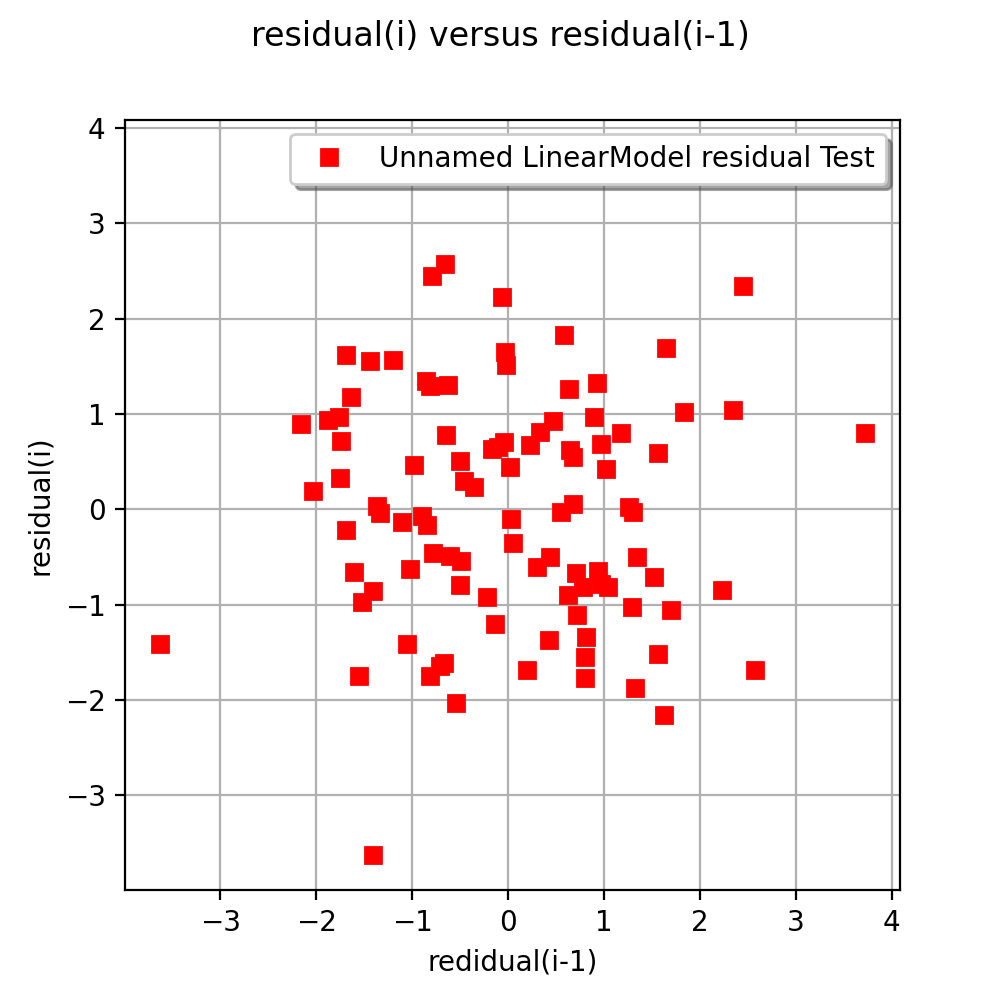 residual(i) versus residual(i-1)
Unnamed LinearModel residual Test
4
3
2
1
0
−1
−2
−3
residual(i)
−3 −2 −1 0 1 2 3 4
redidual(i-1)